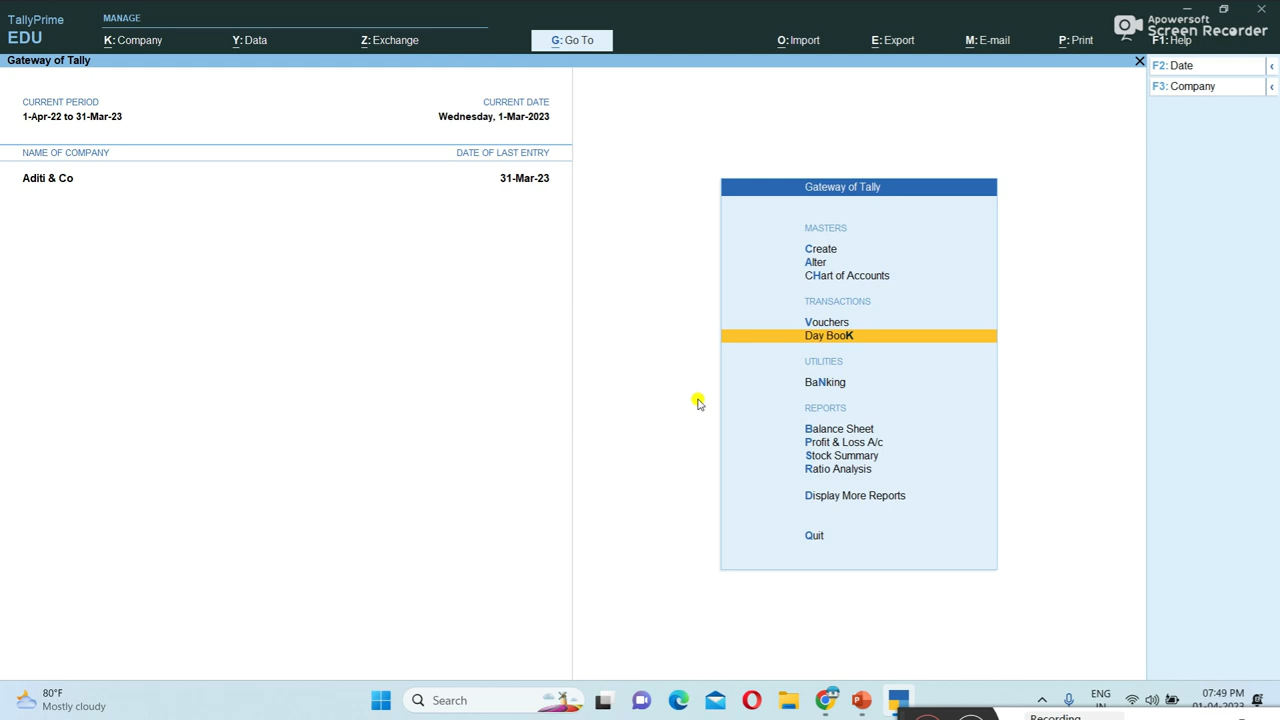 TallyPrime
EDU
MANAGE
K: Company
Y: Data
Z: Exchange
G: Go To
O: Import
E: Export
M: E-mail
P: Print
F1: Help
Apowersoft
Screen Recorder
Gateway of Tally
F2: Date
F3: Company
CURRENT PERIOD
CURRENT DATE
1-Apr-22 to 31-Mar-23
Wednesday, 1-Mar-2023
NAME OF COMPANY
DATE OF LAST ENTRY
Aditi & Co
31-Mar-23
Gateway of Tally
MASTERS
Create
Alter
CHart of Accounts
TRANSACTIONS
Vouchers
Day BooK
UTILITIES
BaNking
REPORTS
Balance Sheet
Profit & Loss A/c
Stock Summary
Ratio Analysis
Display More Reports
Quit
80°F
Mostly cloudy
Search
ENG
IN
07:49 PM
01-04-2023
Recording